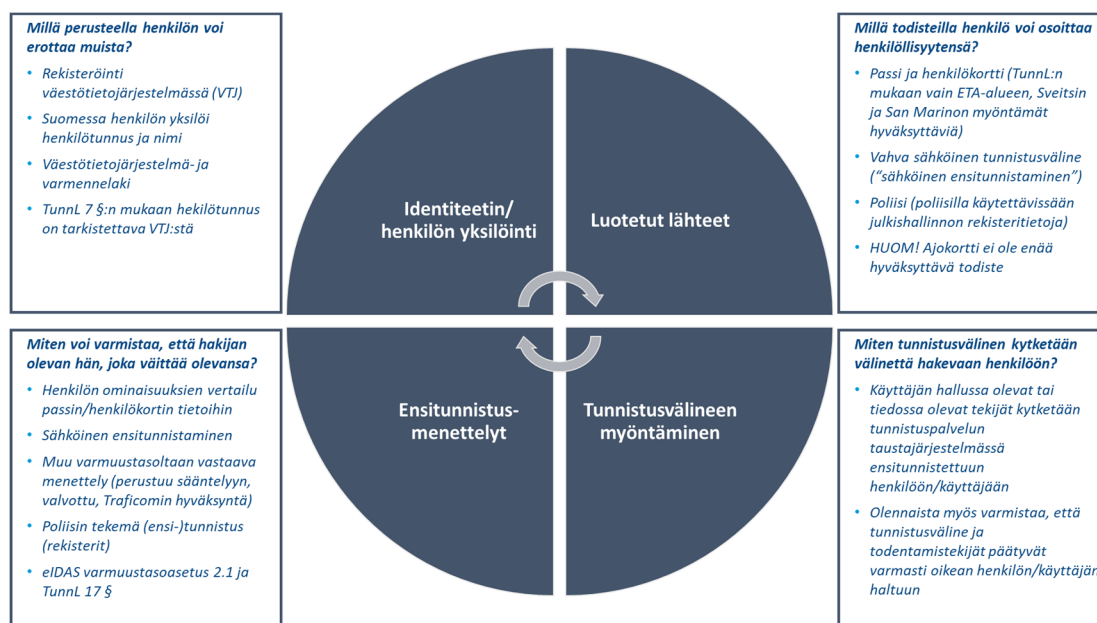 Millä perusteella henkilön voi
erottaa muista?
• Rekisteröinti
väestötietojärjestelmässä (VTJ)
• Suomessa henkilön yksilöi
henkilötunnus ja nimi
• Väestötietojärjestelmä- ja
varmennelaki
• TunnL 7 §:n mukaan hekilötunnus
on tarkistettava VTJ:stä
Identiteetin/
henkilön yksilöinti
Luotetut lähteet
Millä todisteilla henkilö voi osoittaa
henkilöllisyytensä?
• Passi ja henkilökortti (TunnL:n
mukaan vain ETA-alueen, Sveitsin
ja San Marinon myöntämät
hyväksyttäviä)
• Vahva sähköinen tunnistusväline
(“sähköinen ensitunnistaminen”)
• Poliisi (poliisilla käytettävissään
julkishallinnon rekisteritietoja)
• HUOM! Ajokortti ei ole enää
hyväksyttävä todiste
Miten voi varmistaa, että hakijan
olevan hän, joka väittää olevansa?
• Henkilön ominaisuuksien vertailu
passin/henkilökortin tietoihin
• Sähköinen ensitunnistaminen
• Muu varmuustasoltaan vastaava
menettely (perustuu sääntelyyn,
valvottu, Traficomin hyväksyntä)
• Poliisin tekemä (ensi-)tunnistus
(rekisterit)
• eIDAS varmuustasoasetus 2.1 ja
TunnL 17 §
Ensitunnistus-
menettelyt
Tunnistusvälineen
myöntäminen
Miten tunnistusvälinen kytketään
välinettä hakevaan henkilöön?
• Käyttäjän hallussa olevat tai
tiedossa olevat tekijät kytketään
tunnistuspalvelun
taustajärjestelmässä
ensitunnistettuun
henkilöön/käyttäjään
• Olennaista myös varmistaa, että
tunnistusväline ja
todentamistekijät päätyvät
varmasti oikean henkilön/käyttäjän
haltuun